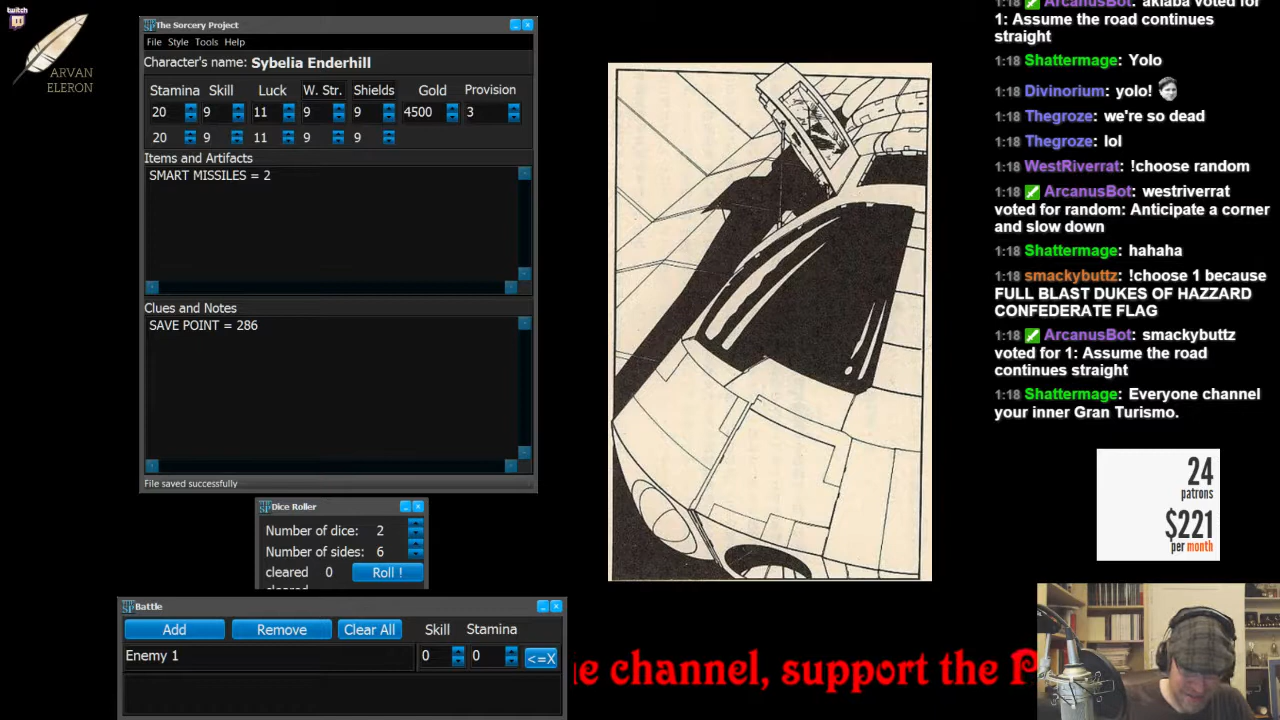 twitch
ARVAN
ELERON
The Sorcery Project
File Style Tools Help
Character's name: Sybelia Enderhill
Stamina Skill Luck W. Str. Shields Gold Provision
20 9 11 9 9 4500 3
20 9 11 9 9
Items and Artifacts
SMART MISSILES = 2
Clues and Notes
SAVE POINT = 286
File saved successfully
Dice Roller
Number of dice: 2
Number of sides: 6
cleared 0 Roll !
Battle
Add Remove Clear All Skill Stamina
Enemy 1 0 0 <=X
e channel, support the
ArcanusBot: aklaba voted for
1: Assume the road continues
straight
1:18 Shattermage: Yolo
1:18 Divinorium: yolo!
1:18 Thegroze: we're so dead
1:18 Thegroze: lol
1:18 WestRiverrat: !choose random
1:18 ArcanusBot: westriverrat
voted for random: Anticipate a corner
and slow down
1:18 Shattermage: hahaha
1:18 smackybuttz: !choose 1 because
FULL BLAST DUKES OF HAZZARD
CONFEDERATE FLAG
1:18 ArcanusBot: smackybuttz
voted for 1: Assume the road
continues straight
1:18 Shattermage: Everyone channel
your inner Gran Turismo.
24
patrons
$221
per month